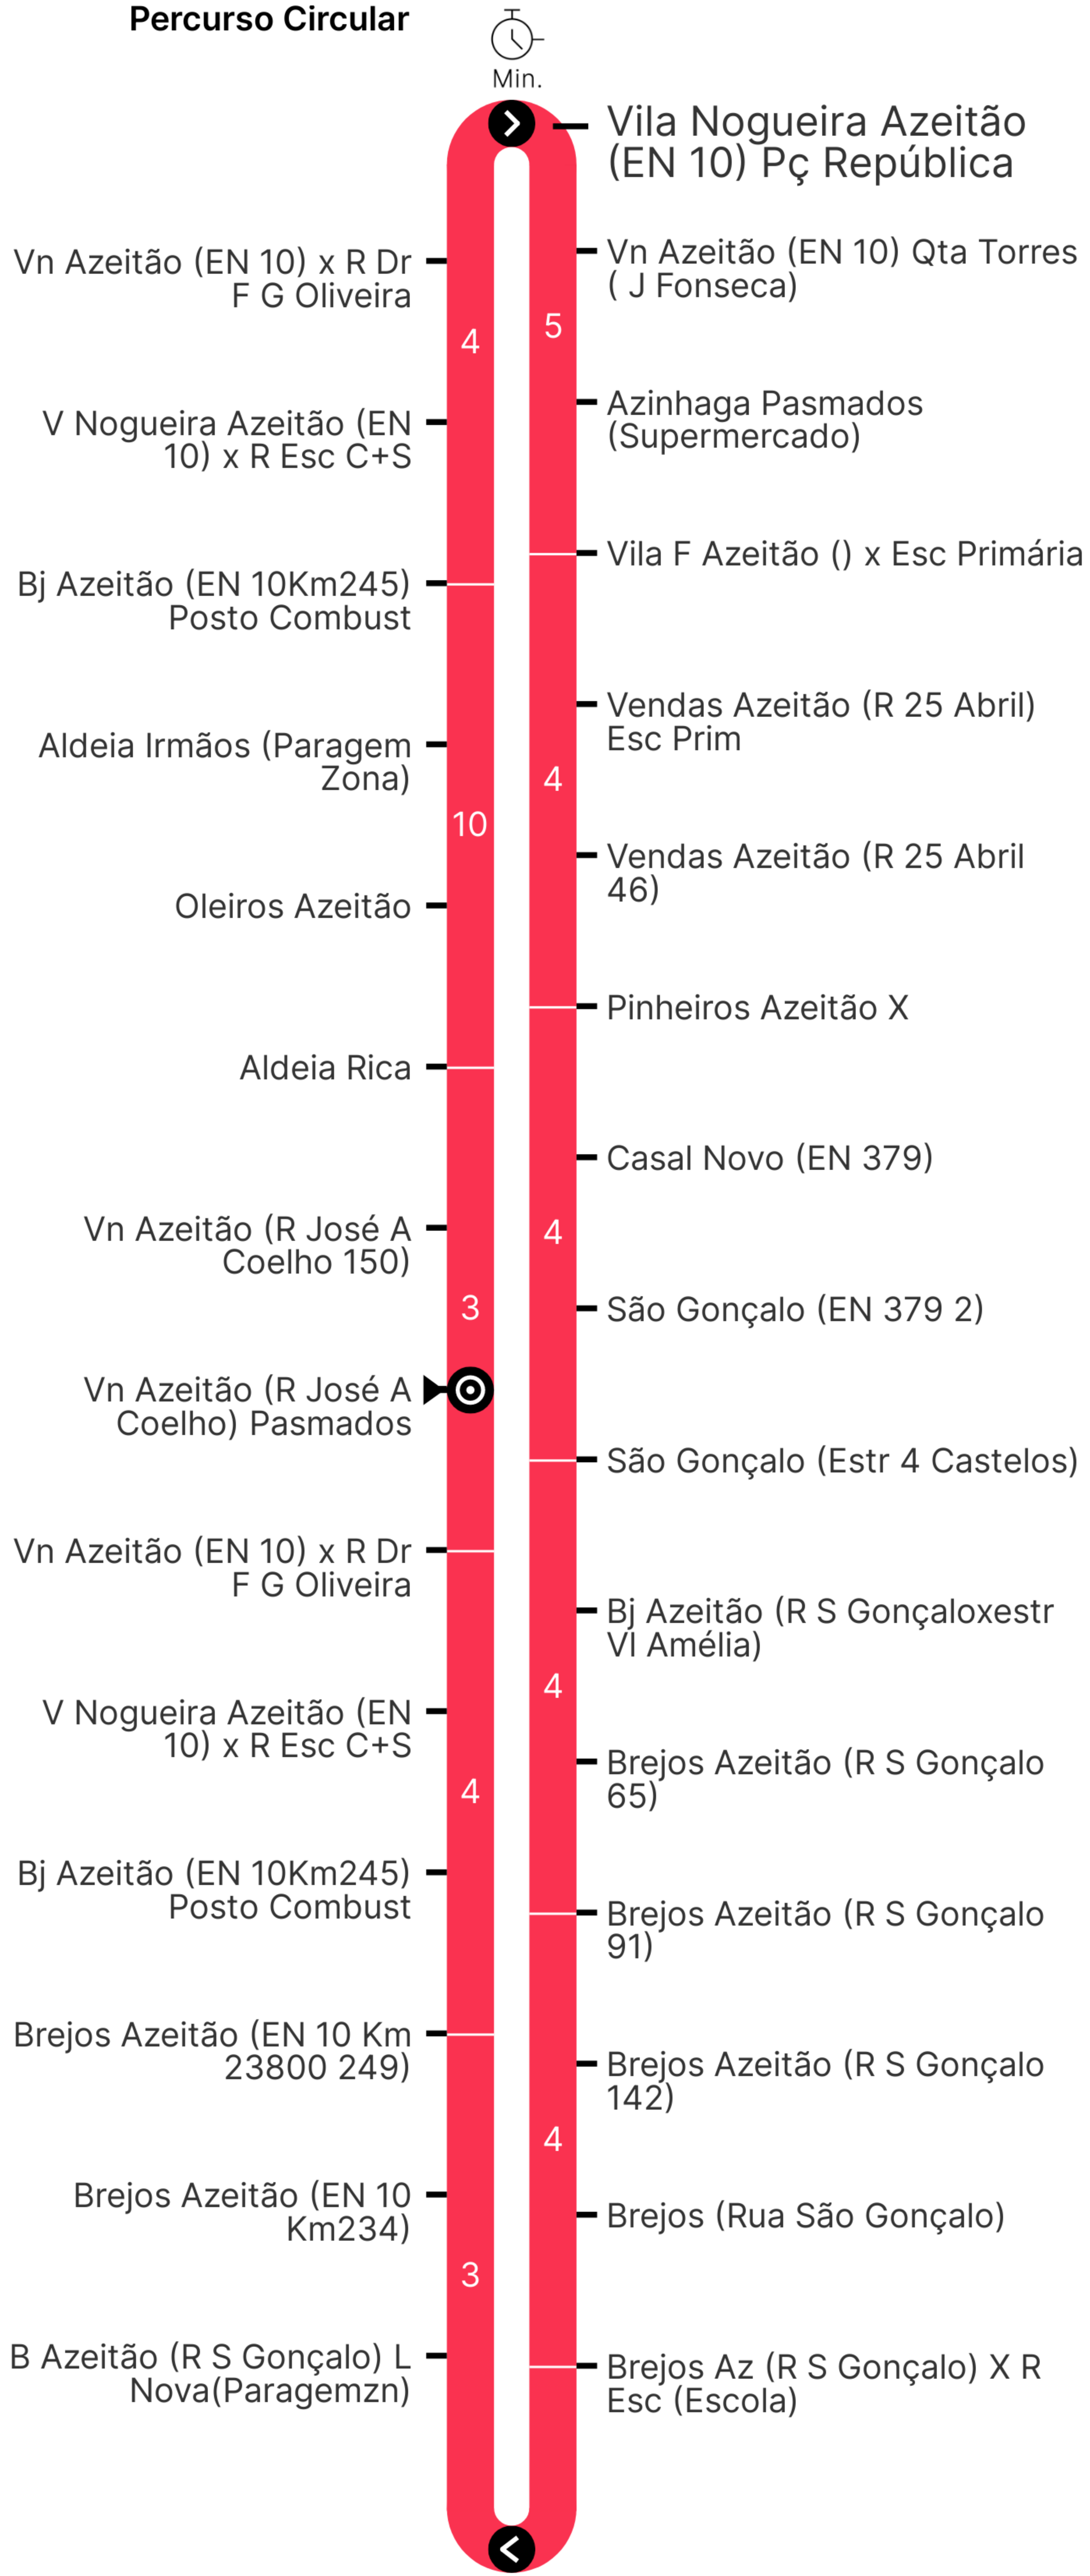 Percurso Circular
Min.
Vila Nogueira Azeitão
(EN 10) Pç República
Vn Azeitão (EN 10) Qta Torres
( J Fonseca)
5
Azinhaga Pasmados
(Supermercado)
Vila F Azeitão () x Esc Primária
Vendas Azeitão (R 25 Abril)
Esc Prim
4
Vendas Azeitão (R 25 Abril
46)
Pinheiros Azeitão X
Casal Novo (EN 379)
4
São Gonçalo (EN 379 2)
São Gonçalo (Estr 4 Castelos)
Bj Azeitão (R S Gonçaloxestr
Vl Amélia)
4
Brejos Azeitão (R S Gonçalo
65)
Brejos Azeitão (R S Gonçalo
91)
Brejos Azeitão (R S Gonçalo
142)
4
Brejos (Rua São Gonçalo)
Brejos Az (R S Gonçalo) X R
Esc (Escola)
Vn Azeitão (EN 10) x R Dr
F G Oliveira
4
V Nogueira Azeitão (EN
10) x R Esc C+S
Bj Azeitão (EN 10Km245)
Posto Combust
Aldeia Irmãos (Paragem
Zona)
10
Oleiros Azeitão
Aldeia Rica
Vn Azeitão (R José A
Coelho 150)
3
Vn Azeitão (R José A
Coelho) Pasmados
Vn Azeitão (EN 10) x R Dr
F G Oliveira
V Nogueira Azeitão (EN
10) x R Esc C+S
4
Bj Azeitão (EN 10Km245)
Posto Combust
Brejos Azeitão (EN 10 Km
23800 249)
Brejos Azeitão (EN 10
Km234)
3
B Azeitão (R S Gonçalo) L
Nova(Paragemzn)